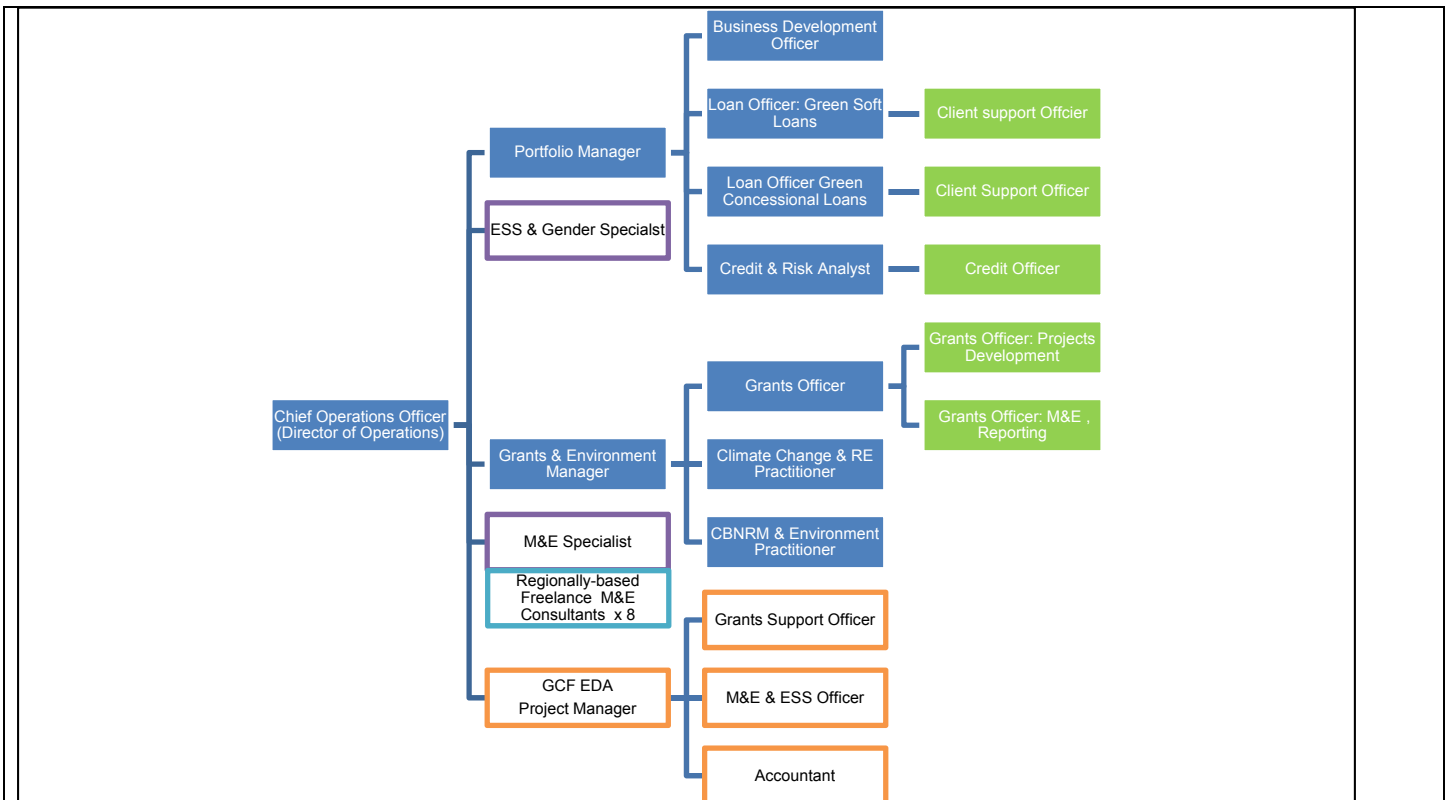 Business Development
Officer
Loan Officer: Green Soft
Loans
Client support Offcier
Portfolio Manager
Loan Officer Green
Concessional Loans
Client Support Officer
ESS & Gender Specialst
Credit & Risk Analyst
Credit Officer
Grants Officer: Projects
Development
Grants Officer
Chief Operations Officer
(Director of Operations)
Grants Officer: M&E ,
Reporting
Grants & Environment
Manager
Climate Change & RE
Practitioner
M&E Specialist
CBNRM & Environment
Practitioner
Regionally-based
Freelance M&E
Consultants x 8
Grants Support Officer
GCF EDA
Project Manager
M&E & ESS Officer
Accountant